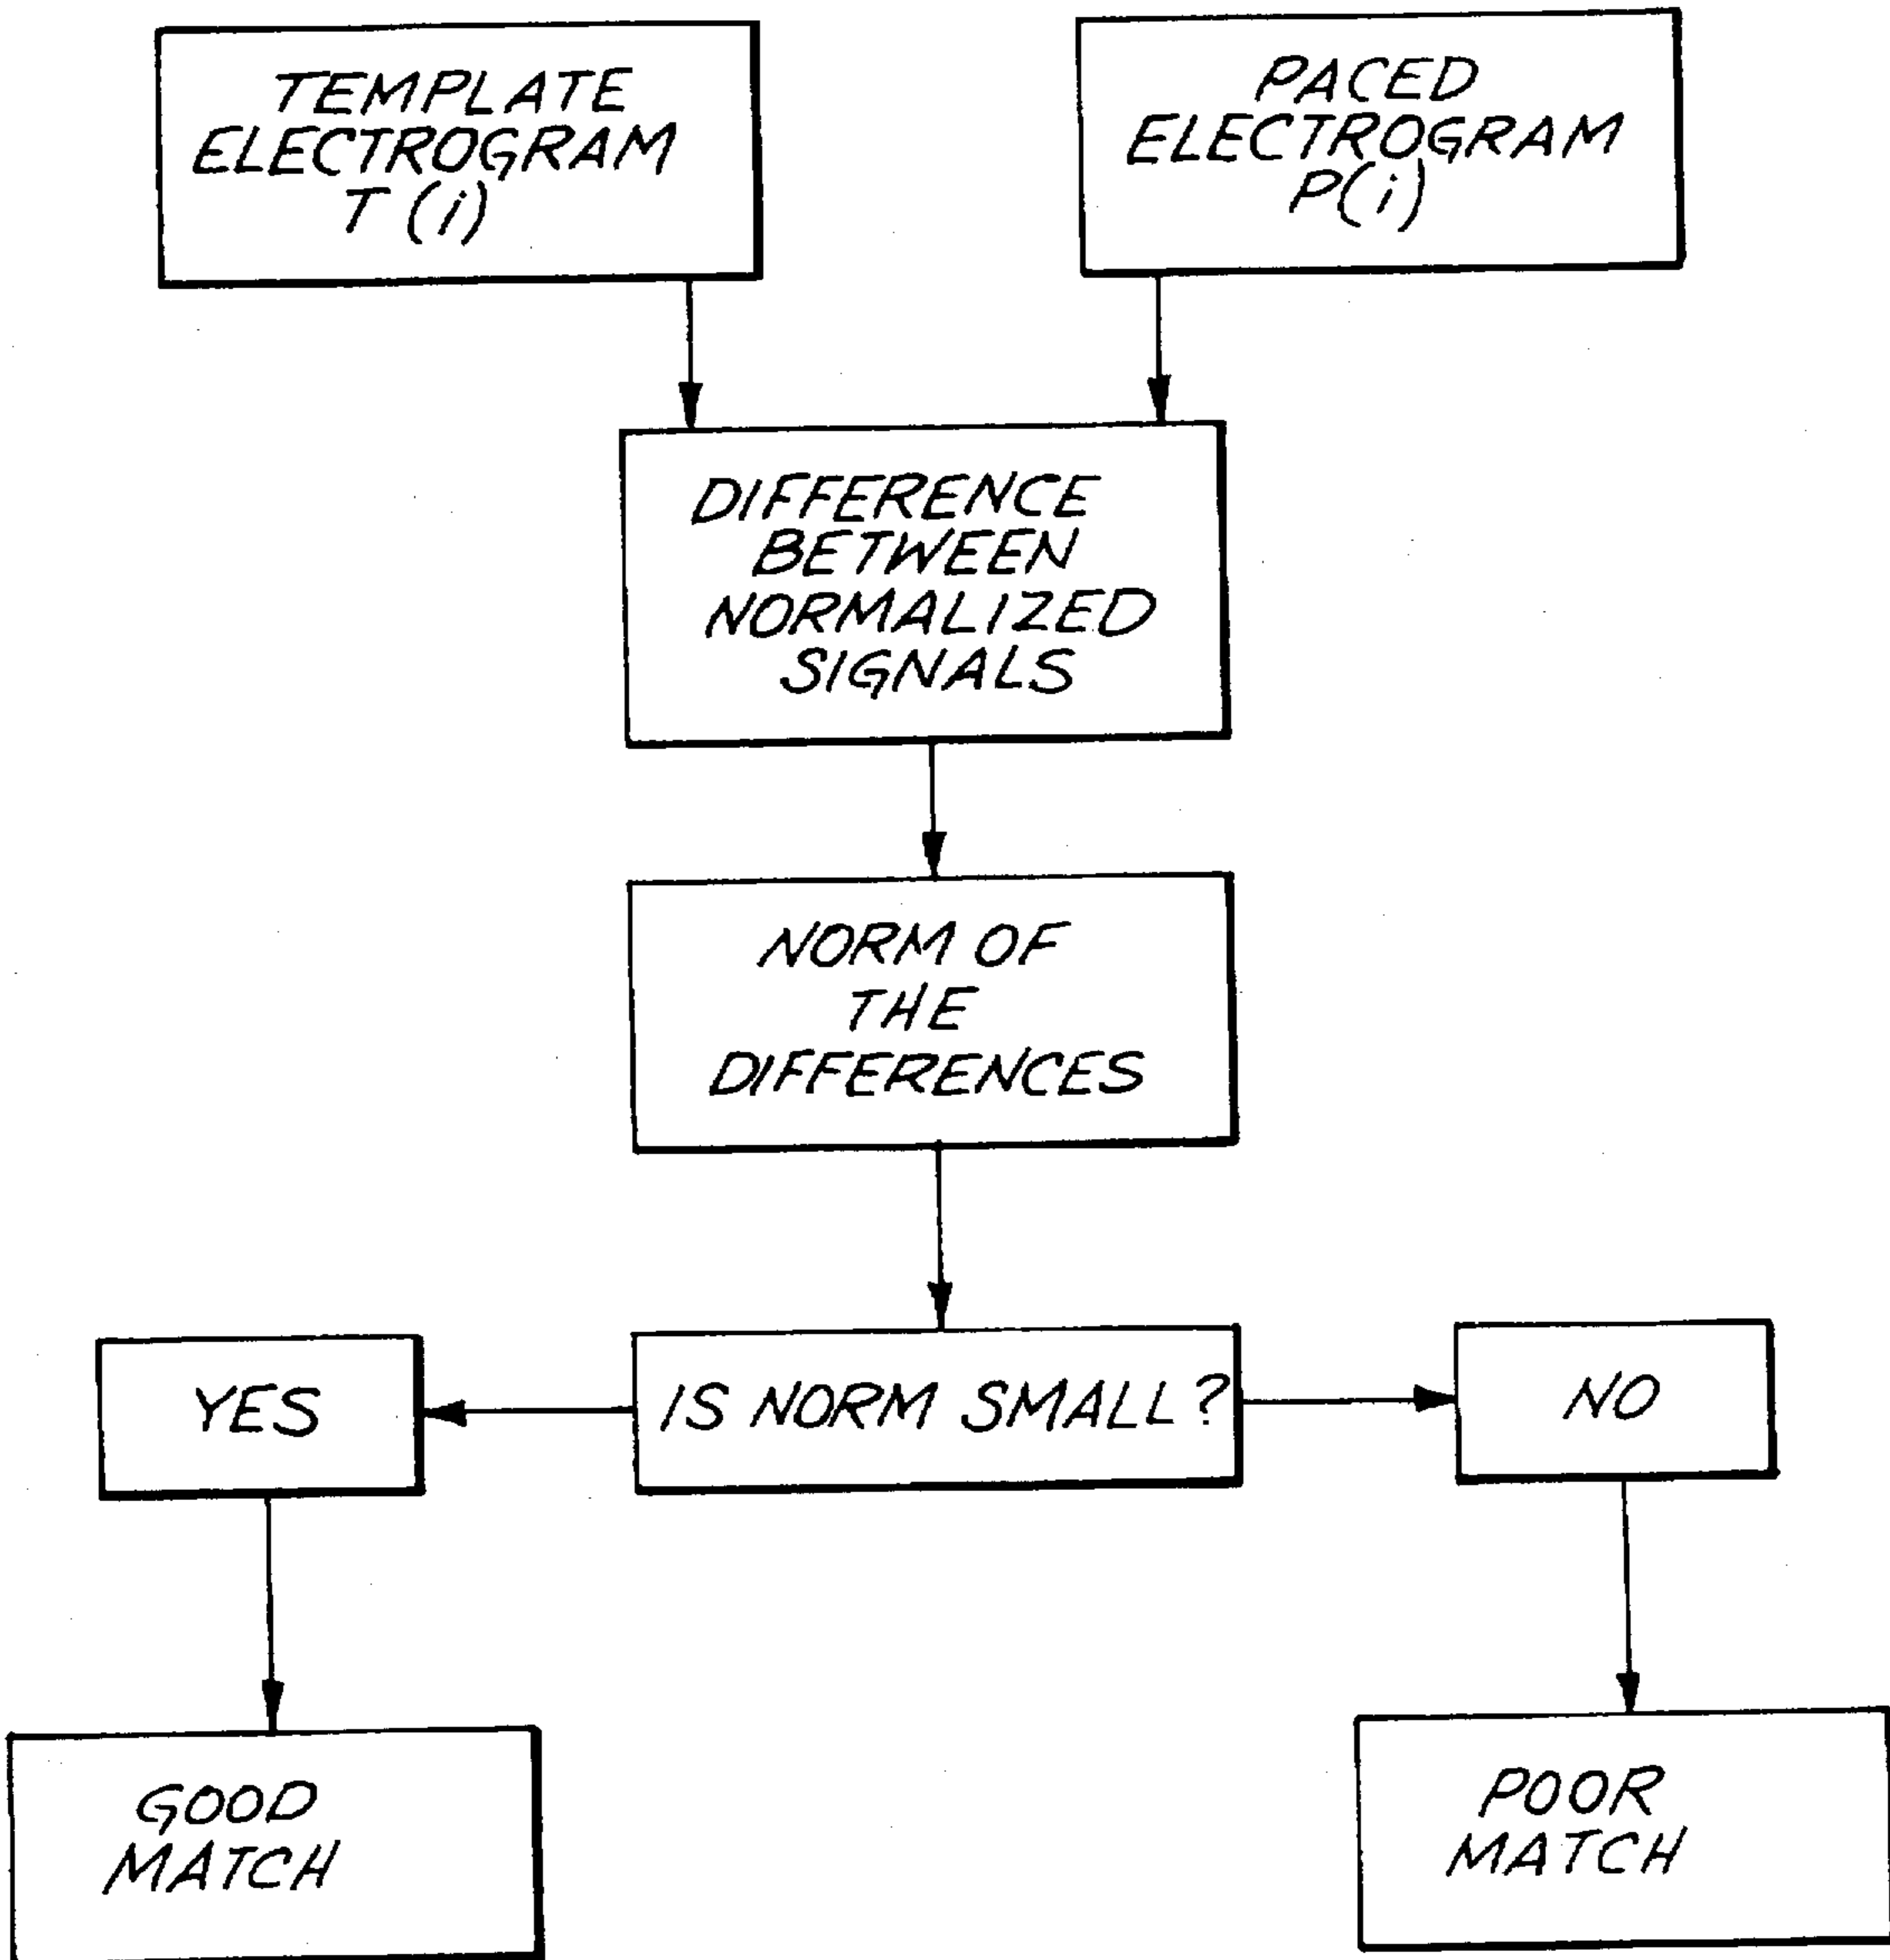 TEMPLATE
ELECTROGRAM
T (i)
PACED
ELECTROGRAM
P(i)
DIFFERENCE
BETWEEN
NORMALIZED
SIGNALS
NORM OF
THE
DIFFERENCES
YES
IS NORM SMALL?
NO
GOOD
MATCH
POOR
MATCH